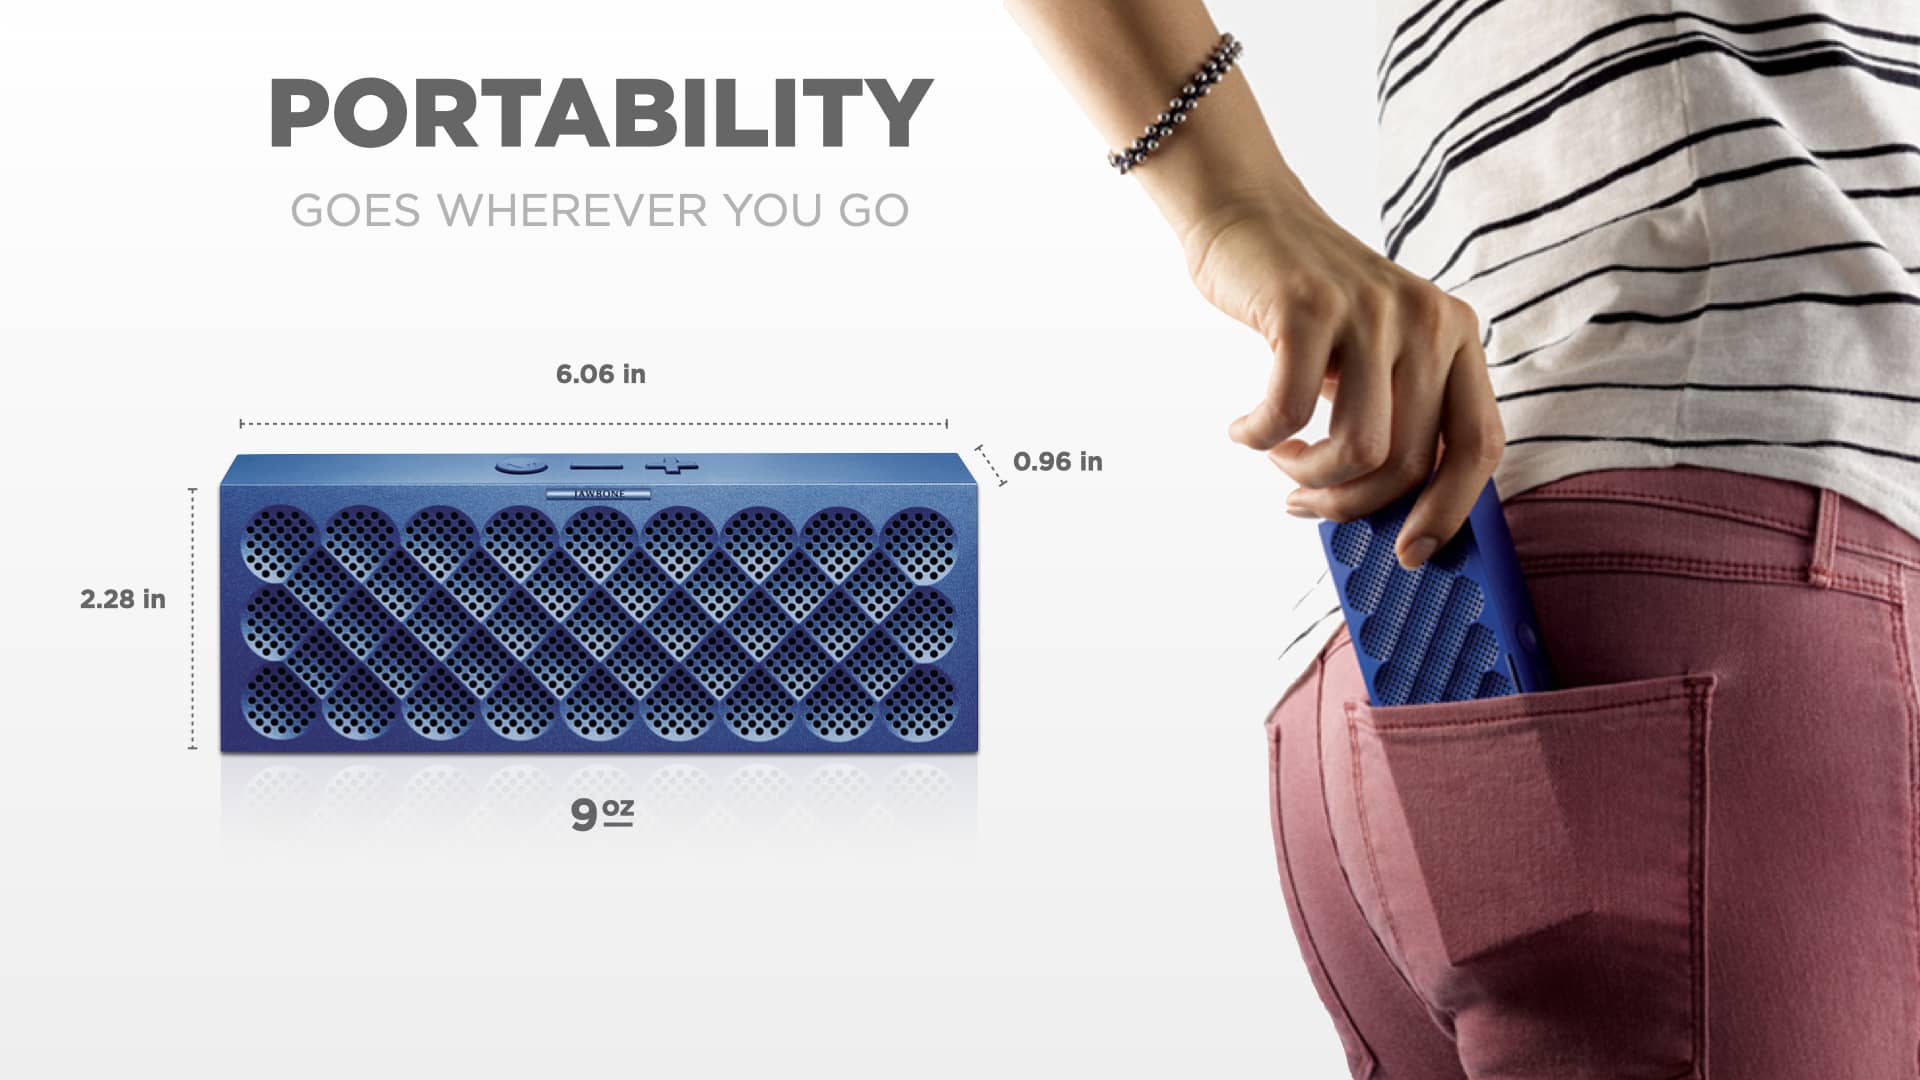 PORTABILITY
GOES WHEREVER YOU GO
6.06 in
0.96 in
JAWBONE
2.28 in
9 oz